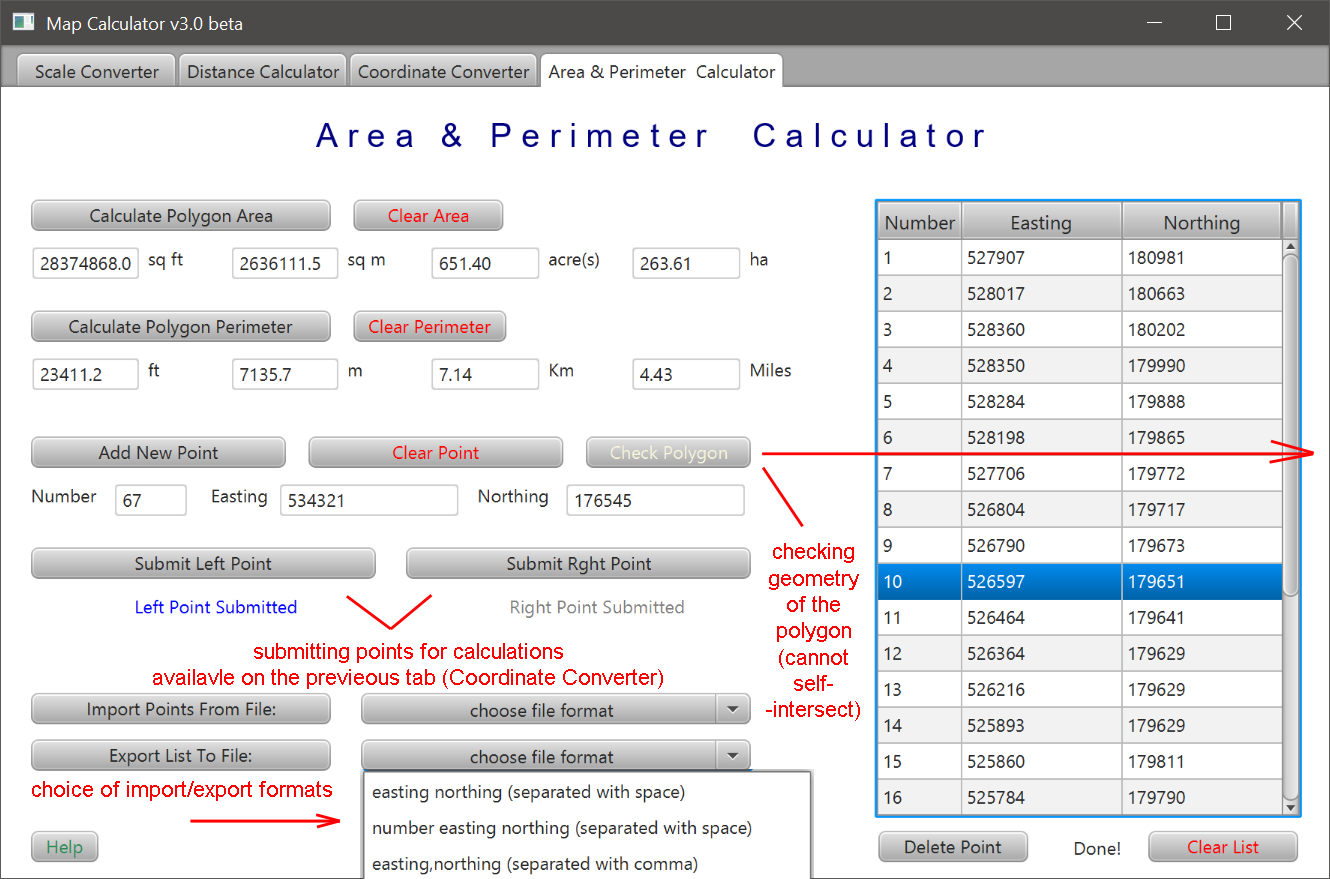 Map Calculator v3.0 beta
Scale Converter
Distance Calculator
Coordinate Converter
Area & Perimeter Calculator
Area & Perimeter Calculator
Calculate Polygon Area
Clear Area
28374868.0 sq ft
2636111.5 sq m
651.40 acre(s)
263.61 ha
Calculate Polygon Perimeter
Clear Perimeter
23411.2 ft
7135.7 m
7.14 Km
4.43 Miles
Add New Point
Clear Point
Check Polygon
Number 67
Easting 534321
Northing 176545
Submit Left Point
Submit Rght Point
Left Point Submitted
Right Point Submitted
submitting points for calculations
availavle on the previeous tab (Coordinate Converter)
checking
geometry
of the
polygon
(cannot
self-
-intersect)
Import Points From File:
choose file format
Export List To File:
choose file format
choice of import/export formats
easting northing (separated with space)
number easting northing (separated with space)
easting,northing (separated with comma)
Help
Number Easting Northing
1 527907 180981
2 528017 180663
3 528360 180202
4 528350 179990
5 528284 179888
6 528198 179865
7 527706 179772
8 526804 179717
9 526790 179673
10 526597 179651
11 526464 179641
12 526364 179629
13 526216 179629
14 525893 179629
15 525860 179811
16 525784 179790
Delete Point
Done!
Clear List